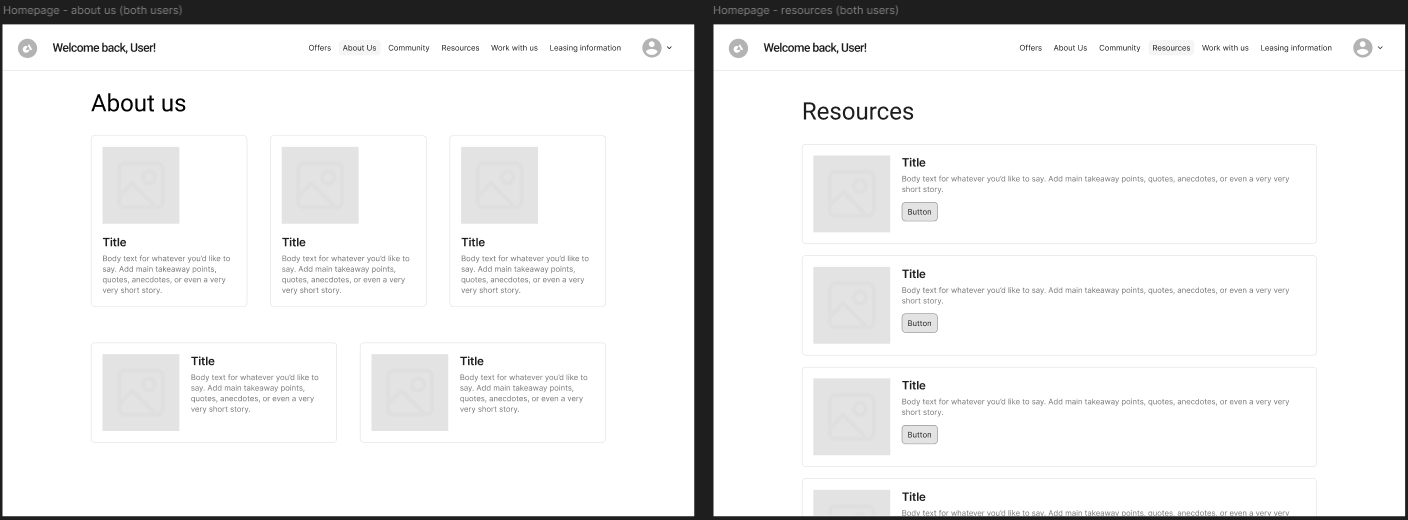 Homepage - about us (both users)
Welcome back, User!
Offers About Us Community Resources Work with us Leasing information
About us
Title
Body text for whatever you'd like to
say. Add main takeaway points,
quotes, anecdotes, or even a very
very short story.
Title
Body text for whatever you'd like to
say. Add main takeaway points,
quotes, anecdotes, or even a very
very short story.
Title
Body text for whatever you'd like to
say. Add main takeaway points,
quotes, anecdotes, or even a very
very short story.
Title
Body text for whatever you'd like to
say. Add main takeaway points,
quotes, anecdotes, or even a very
very short story.
Title
Body text for whatever you'd like to
say. Add main takeaway points,
quotes, anecdotes, or even a very
very short story.
Homepage - resources (both users)
Welcome back, User!
Offers About Us Community Resources Work with us Leasing information
Resources
Title
Body text for whatever you'd like to say. Add main takeaway points, quotes, anecdotes, or even a very very
short story.
Button
Title
Body text for whatever you'd like to say. Add main takeaway points, quotes, anecdotes, or even a very very
short story.
Button
Title
Body text for whatever you'd like to say. Add main takeaway points, quotes, anecdotes, or even a very very
short story.
Button
Title
Body text for whatever you'd like to say. Add main takeaway points, quotes, anecdotes, or even a very very